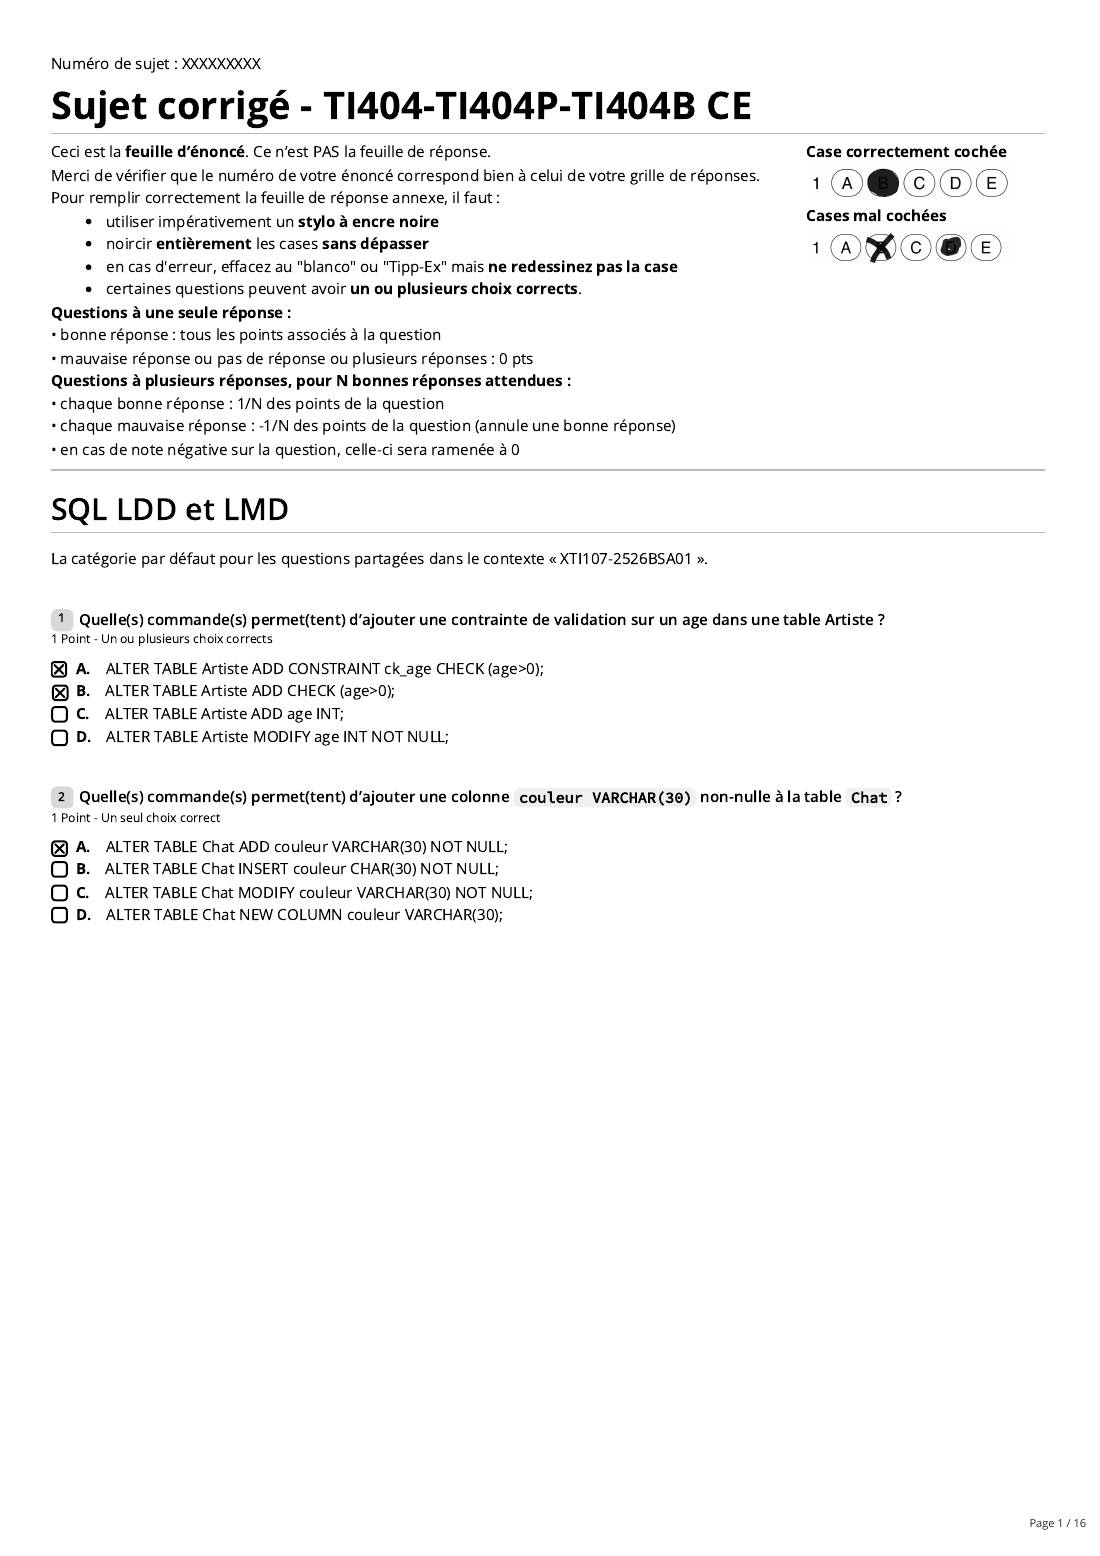 Numéro de sujet : XXXXXXXXX
Sujet corrigé - TI404-TI404P-TI404B CE
Ceci est la feuille d’énoncé. Ce n’est PAS la feuille de réponse.
Merci de vérifier que le numéro de votre énoncé correspond bien à celui de votre grille de réponses.
Pour remplir correctement la feuille de réponse annexe, il faut :
• utiliser impérativement un stylo à encre noire
• noircir entièrement les cases sans dépasser
• en cas d'erreur, effacez au "blanco" ou "Tipp-Ex" mais ne redessinez pas la case
• certaines questions peuvent avoir un ou plusieurs choix corrects.
Case correctement cochée
1 A B C D E
Cases mal cochées
1 A B C D E
Questions à une seule réponse :
• bonne réponse : tous les points associés à la question
• mauvaise réponse ou pas de réponse ou plusieurs réponses : 0 pts
Questions à plusieurs réponses, pour N bonnes réponses attendues :
• chaque bonne réponse : 1/N des points de la question
• chaque mauvaise réponse : -1/N des points de la question (annule une bonne réponse)
• en cas de note négative sur la question, celle-ci sera ramenée à 0
SQL LDD et LMD
La catégorie par défaut pour les questions partagées dans le contexte « XTI107-2526BSA01 ».
1 Quelle(s) commande(s) permet(tent) d’ajouter une contrainte de validation sur un age dans une table Artiste ?
1 Point - Un ou plusieurs choix corrects
☒ A. ALTER TABLE Artiste ADD CONSTRAINT ck_age CHECK (age>0);
☒ B. ALTER TABLE Artiste ADD CHECK (age>0);
☐ C. ALTER TABLE Artiste ADD age INT;
☐ D. ALTER TABLE Artiste MODIFY age INT NOT NULL;
2 Quelle(s) commande(s) permet(tent) d’ajouter une colonne couleur VARCHAR(30) non-nulle à la table Chat ?
1 Point - Un seul choix correct
☒ A. ALTER TABLE Chat ADD couleur VARCHAR(30) NOT NULL;
☐ B. ALTER TABLE Chat INSERT couleur CHAR(30) NOT NULL;
☐ C. ALTER TABLE Chat MODIFY couleur VARCHAR(30) NOT NULL;
☐ D. ALTER TABLE Chat NEW COLUMN couleur VARCHAR(30);
Page 1 / 16